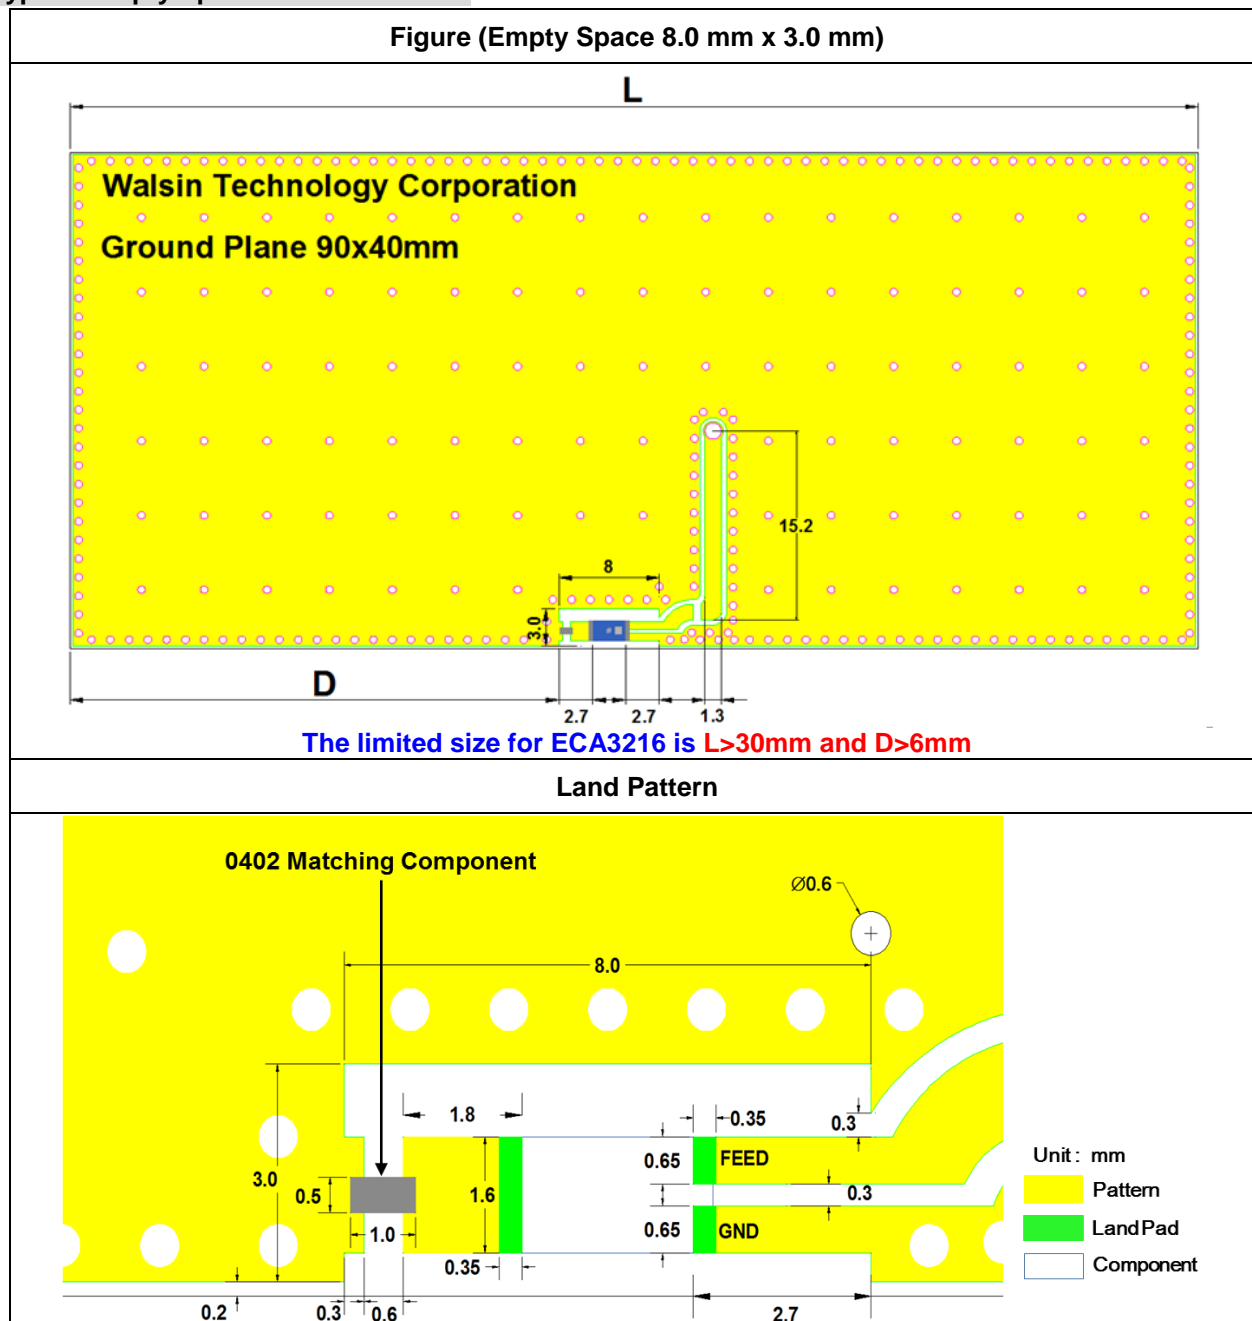 Figure (Empty Space 8.0 mm x 3.0 mm)
L
Walsin Technology Corporation
Ground Plane 90x40mm
15.2
8
3.0
D
2.7
2.7
1.3
The limited size for ECA3216 is L>30mm and D>6mm
Land Pattern
0402 Matching Component
Ø0.6
8.0
1.8
0.35
0.3
0.65
FEED
3.0
0.5
1.6
0.3
1.0
0.65
GND
0.35
0.2
0.3
0.6
2.7
Unit : mm
Pattern
Land Pad
Component